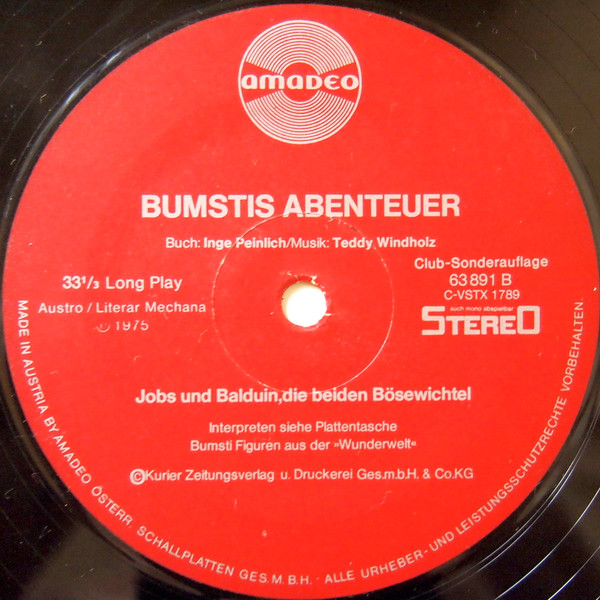 amadeo
BUMSTIS ABENTEUER
Buch: Inge Peinlich/Musik: Teddy Windholz
33¹/₃ Long Play
Austro / Literar Mechana
℗ 1975
Club-Sonderauflage
63 891 B
C-VSTX 1789
auch mono abspielbar
STEREO
Jobs und Balduin,die beiden Bösewichtel
Interpreten siehe Plattentasche
Bumsti Figuren aus der »Wunderwelt«
©Kurier Zeitungsverlag u. Druckerei Ges.m.b.H. & Co.KG
MADE IN AUSTRIA BY AMADEO ÖSTERR. SCHALLPLATTEN GES.M.B.H. · ALLE URHEBER- UND LEISTUNGSSCHUTZRECHTE VORBEHALTEN.